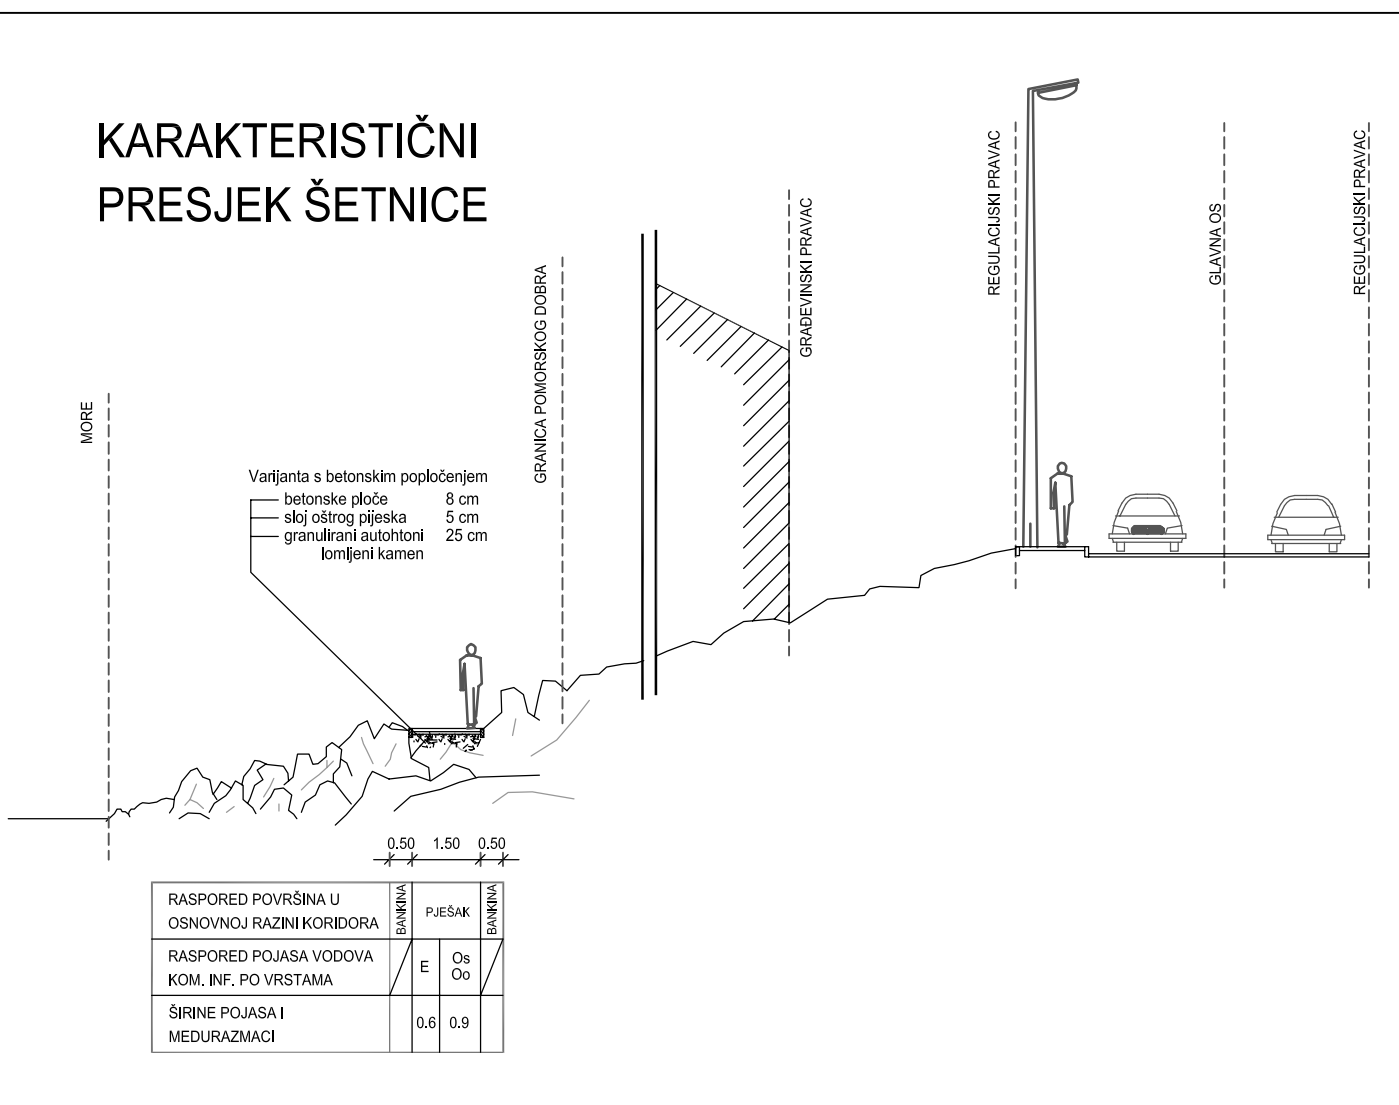 KARAKTERISTIČNI
PRESJEK ŠETNICE
MORE
GRANICA POMORSKOG DOBRA
GRAĐEVINSKI PRAVAC
REGULACIJSKI PRAVAC
GLAVNA OS
REGULACIJSKI PRAVAC
Varijanta s betonskim popločenjem
betonske ploče 8 cm
sloj oštrog pijeska 5 cm
granulirani autohtoni 25 cm
lomljeni kamen
0.50 1.50 0.50
RASPORED POVRŠINA U
OSNOVNOJ RAZINI KORIDORA
BANKINA
PJEŠAK
BANKINA
RASPORED POJASA VODOVA
KOM. INF. PO VRSTAMA
E
Os
Oo
ŠIRINE POJASA I
MEDURAZMACI
0.6 0.9